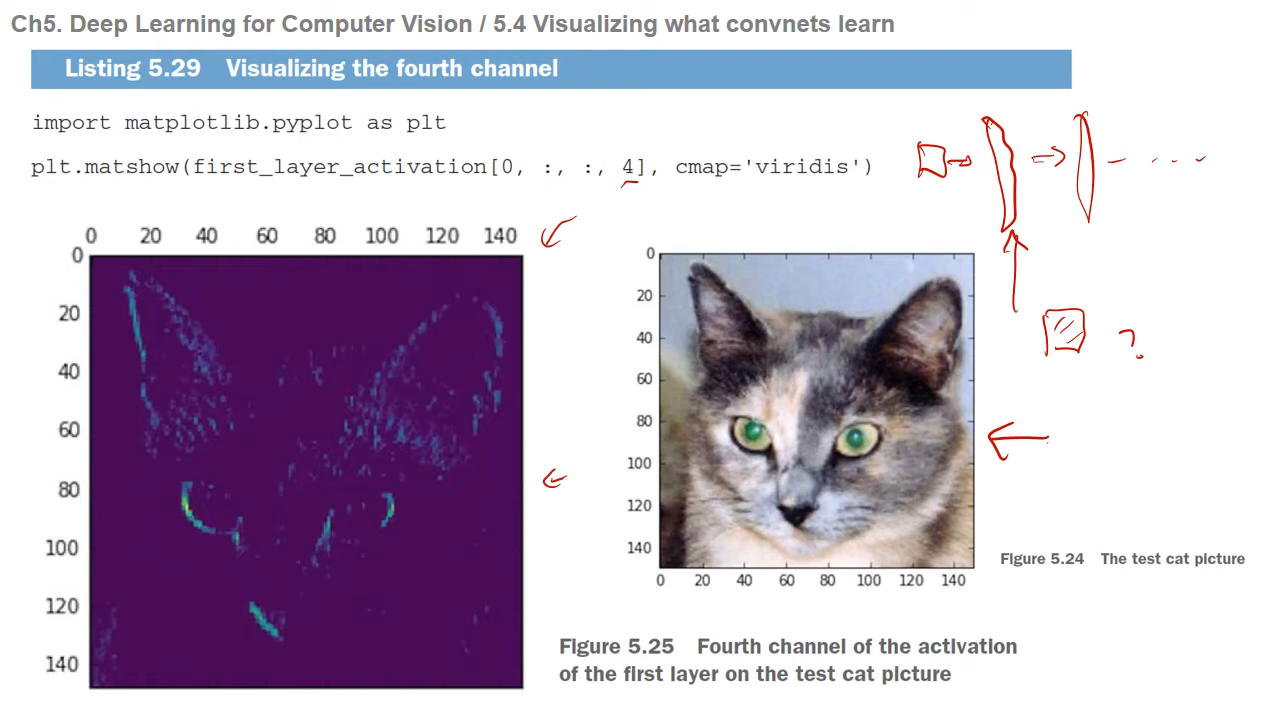 Ch5. Deep Learning for Computer Vision / 5.4 Visualizing what convnets learn
Listing 5.29 Visualizing the fourth channel
import matplotlib.pyplot as plt
plt.matshow(first_layer_activation[0, :, :, 4], cmap='viridis')
0 20 40 60 80 100 120 140
0
20
40
60
80
100
120
140
0
20
40
60
80
100
120
140
0 20 40 60 80 100 120 140
?
Figure 5.24 The test cat picture
Figure 5.25 Fourth channel of the activation
of the first layer on the test cat picture